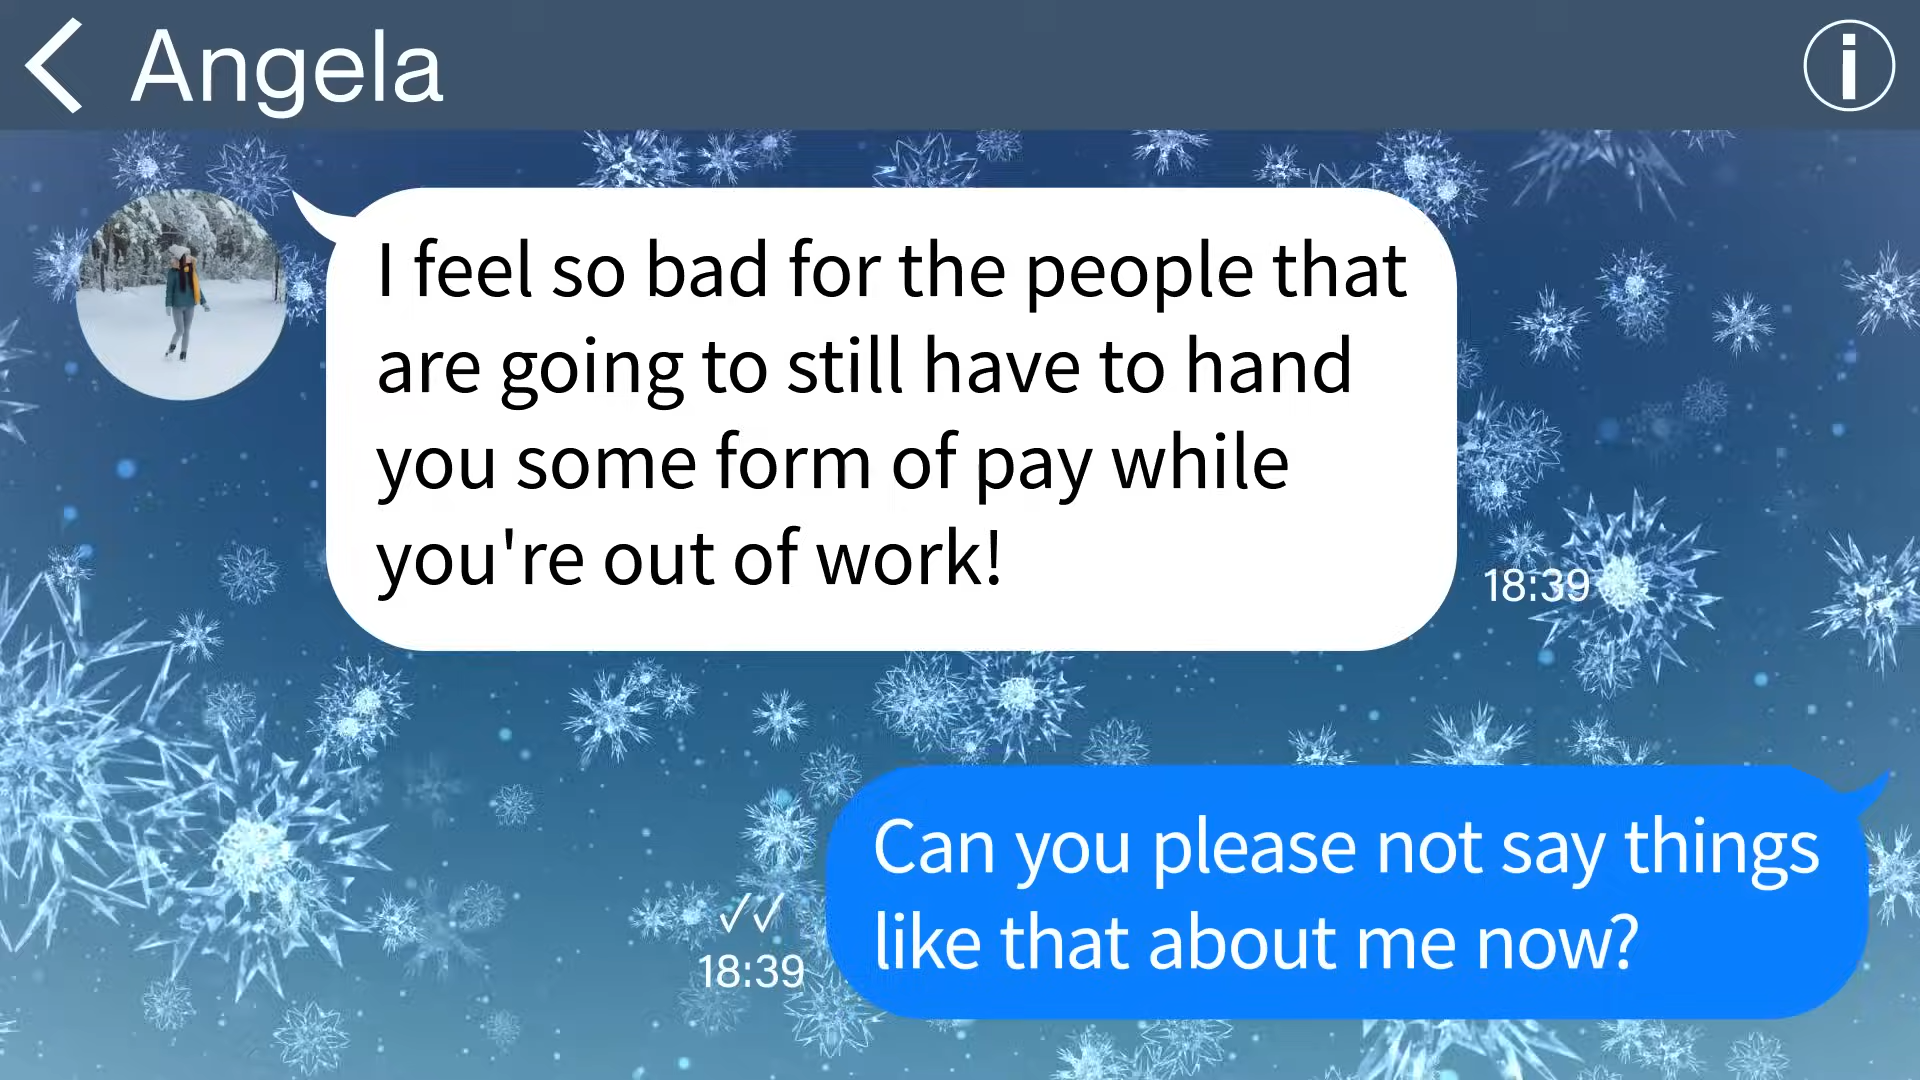 Angela
I feel so bad for the people that
are going to still have to hand
you some form of pay while
you're out of work!
18:39
Can you please not say things
like that about me now?
18:39